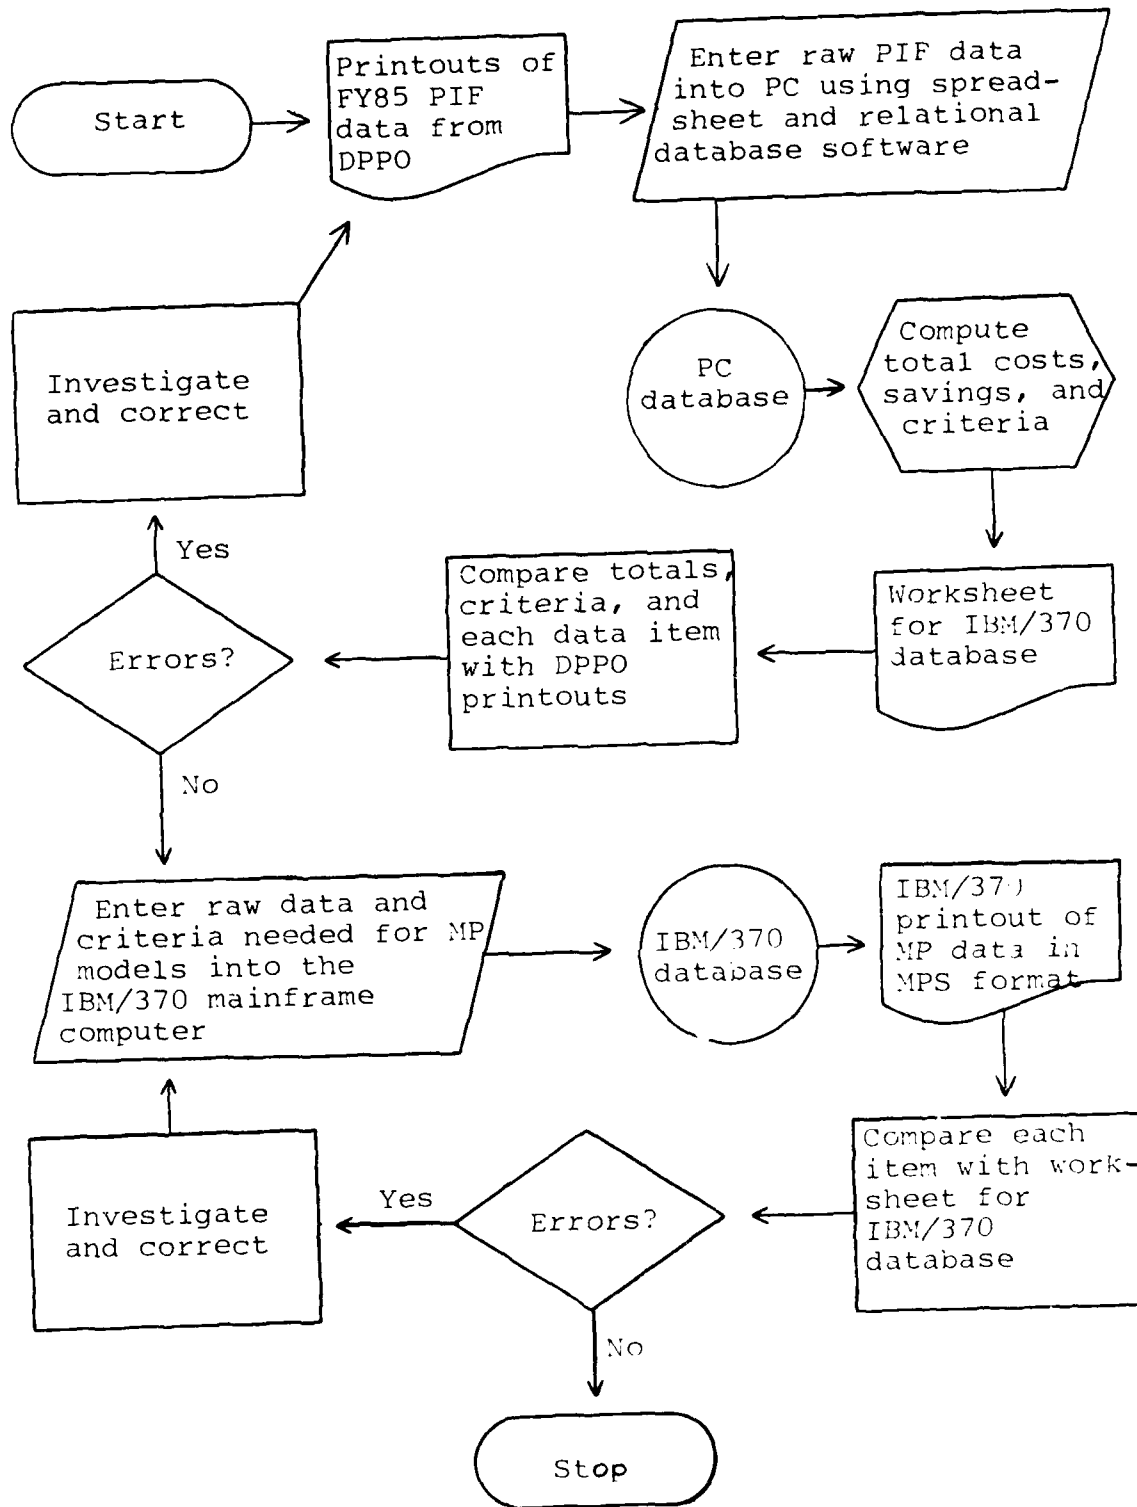 Start
Printouts of
FY85 PIF
data from
DPPO
Enter raw PIF data
into PC using spread-
sheet and relational
database software
PC
database
Compute
total costs,
savings, and
criteria
Worksheet
for IBM/370
database
Compare totals,
criteria, and
each data item
with DPPO
printouts
Errors?
Yes
Investigate
and correct
No
Enter raw data and
criteria needed for MP
models into the
IBM/370 mainframe
computer
IBM/370
database
IBM/370
printout of
MP data in
MPS format
Compare each
item with work-
sheet for
IBM/370
database
Errors?
Yes
Investigate
and correct
No
Stop